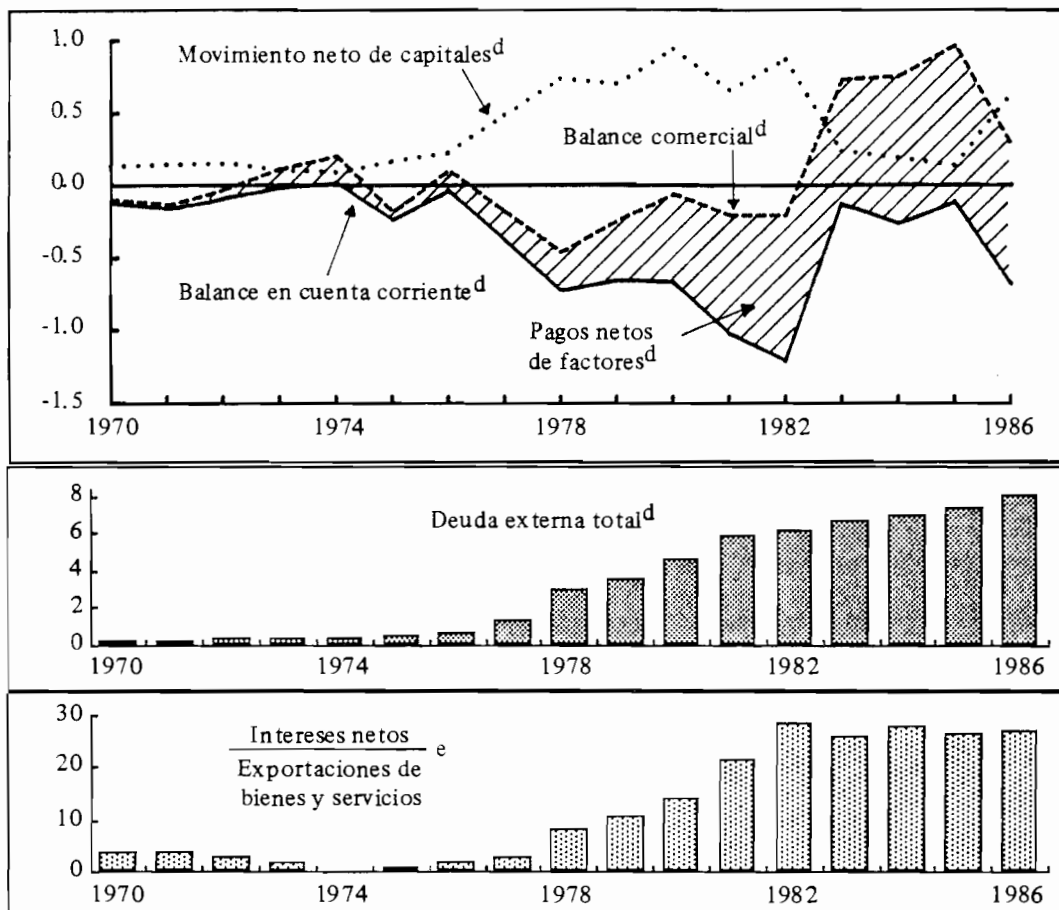 1.0
0.5
0.0
-0.5
-1.0
-1.5
Movimiento neto de capitales d
Balance comercial d
Balance en cuenta corriente d
Pagos netos
de factores d
1970 1974 1978 1982 1986
8
6
4
2
0
Deuda externa total d
1970 1974 1978 1982 1986
30
20
10
0
Intereses netos e
Exportaciones de
bienes y servicios
1970 1974 1978 1982 1986